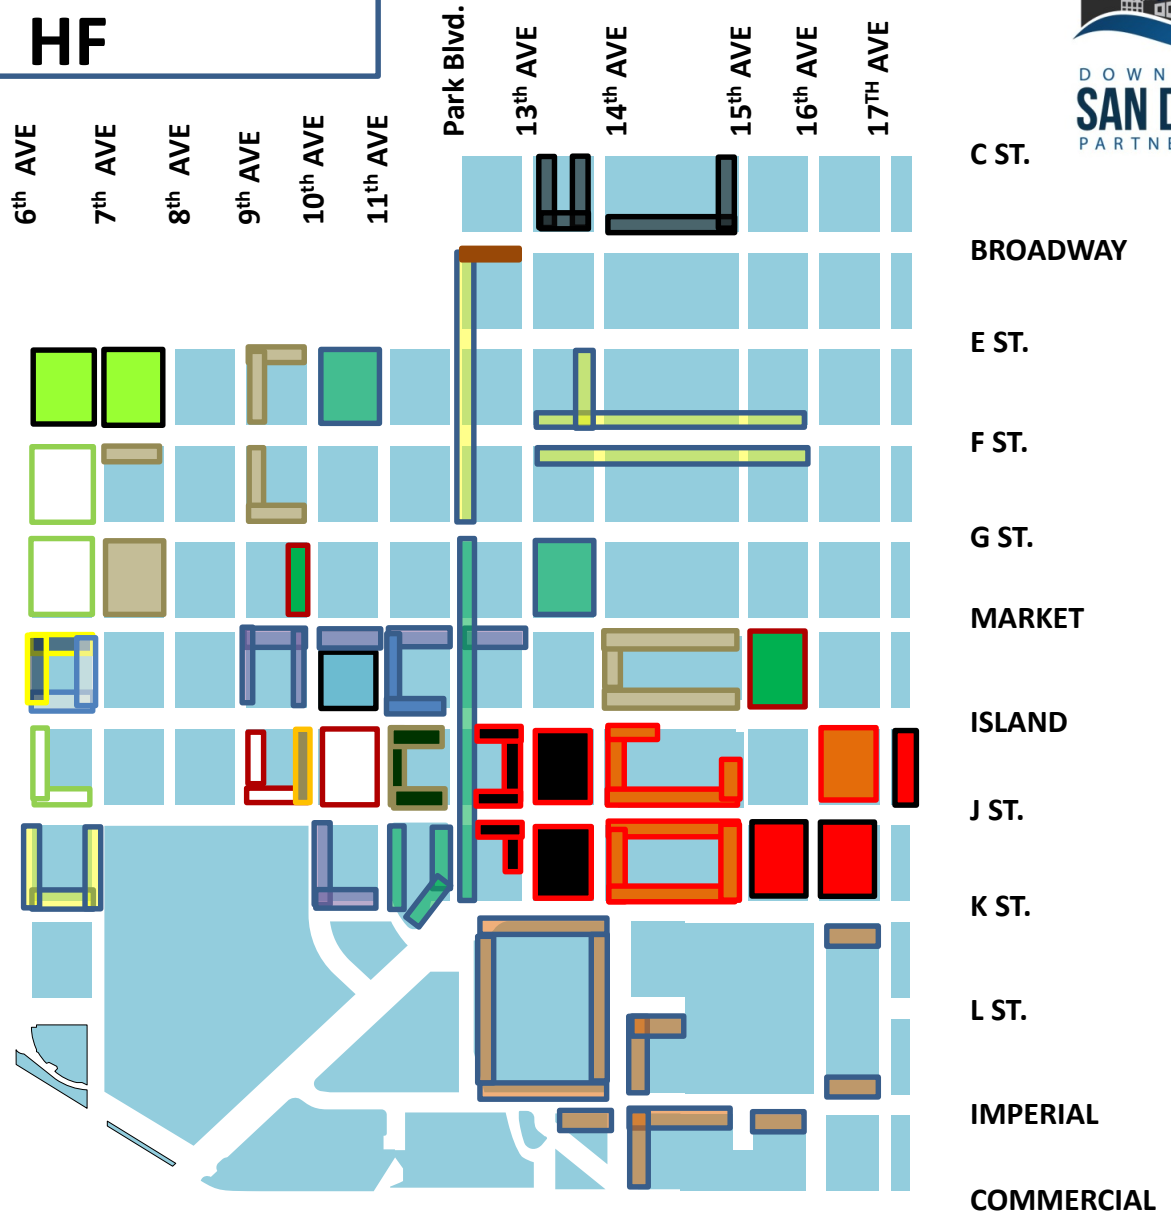 HF
6th AVE
7th AVE
8th AVE
9th AVE
10th AVE
11th AVE
Park Blvd.
13th AVE
14th AVE
15th AVE
16th AVE
17TH AVE
DOWN
SAN D
PARTNE
C ST.
BROADWAY
E ST.
F ST.
G ST.
MARKET
ISLAND
J ST.
K ST.
L ST.
IMPERIAL
COMMERCIAL